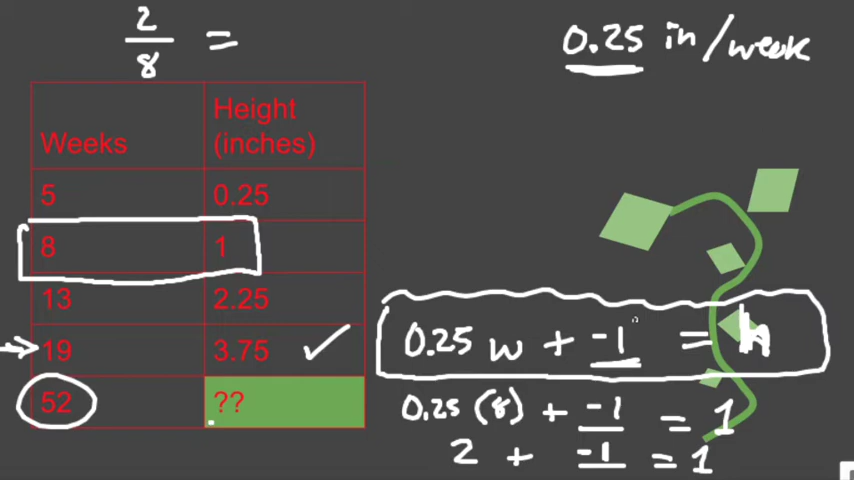 2/8 =
0.25 in/week
Weeks Height (inches)
5 0.25
8 1
13 2.25
19 3.75
52 ??
0.25 w + -1 = h
0.25 (8) + -1 = 1
2 + -1 = 1